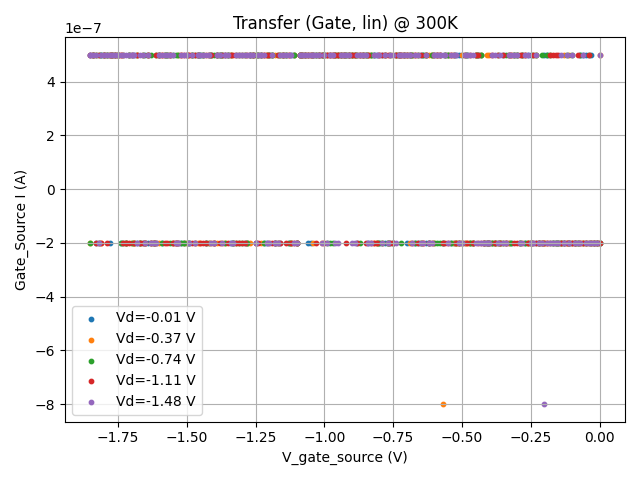 Transfer (Gate, lin) @ 300K
1e−7
Gate_Source I (A)
4
2
0
−2
−4
−6
−8
Vd=-0.01 V
Vd=-0.37 V
Vd=-0.74 V
Vd=-1.11 V
Vd=-1.48 V
−1.75 −1.50 −1.25 −1.00 −0.75 −0.50 −0.25 0.00
V_gate_source (V)